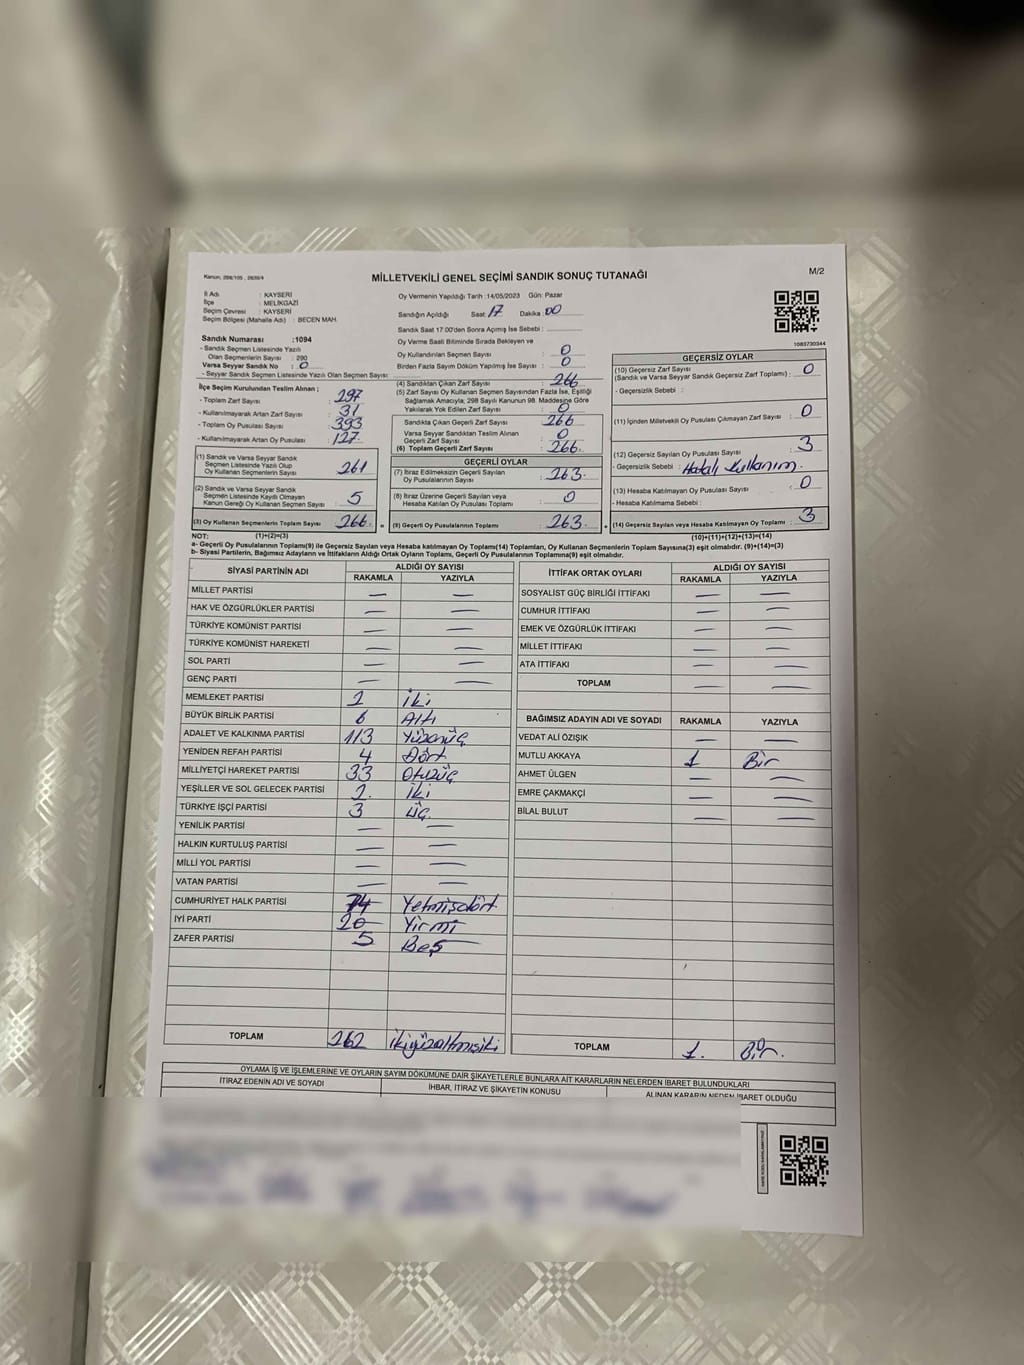 Kanun: 298/105 , 2839/4
MİLLETVEKİLİ GENEL SEÇİMİ SANDIK SONUÇ TUTANAĞI
M/2
İl Adı : KAYSERİ
İlçe : MELİKGAZİ
Seçim Çevresi : KAYSERİ
Seçim Bölgesi (Mahalle Adı) : BECEN MAH.
Sandık Numarası :1094
- Sandık Seçmen Listesinde Yazılı
Olan Seçmenlerin Sayısı : 290
Varsa Seyyar Sandık No : 0
- Seyyar Sandık Seçmen Listesinde Yazılı Olan Seçmen Sayısı :
İlçe Seçim Kurulundan Teslim Alınan ;
- Toplam Zarf Sayısı : 297
- Kullanılmayarak Artan Zarf Sayısı : 31
- Toplam Oy Pusulası Sayısı : 393
- Kullanılmayarak Artan Oy Pusulası : 127
(1) Sandık ve Varsa Seyyar Sandık
Seçmen Listesinde Yazılı Olup
Oy Kullanan Seçmenlerin Sayısı : 261
(2) Sandık ve Varsa Seyyar Sandık
Seçmen Listesinde Kayıtlı Olmayan
Kanun Gereği Oy Kullanan Seçmen Sayısı : 5
(3) Oy Kullanan Seçmenlerin Toplam Sayısı : 266
(1)+(2)=(3)
Oy Vermenin Yapıldığı Tarih :14/05/2023 Gün: Pazar
Sandığın Açıldığı Saat: 17 Dakika : 00
Sandık Saat 17:00'den Sonra Açımış İse Sebebi :
Oy Verme Saati Bitiminde Sırada Bekleyen ve
Oy Kullandırılan Seçmen Sayısı : 0
Birden Fazla Sayım Döküm Yapılmış İse Sayısı : 0
(4) Sandıktan Çıkan Zarf Sayısı : 266
(5) Zarf Sayısı Oy Kullanan Seçmen Sayısından Fazla İse, Eşitliği
Sağlamak Amacıyla, 298 Sayılı Kanunun 98. Maddesine Göre
Yakılarak Yok Edilen Zarf Sayısı : 0
Sandıkta Çıkan Geçerli Zarf Sayısı : 266
Varsa Seyyar Sandıktan Teslim Alınan
Geçerli Zarf Sayısı : 0
(6) Toplam Geçerli Zarf Sayısı : 266
GEÇERLİ OYLAR
(7) İtiraz Edilmeksizin Geçerli Sayılan
Oy Pusulalarının Sayısı : 263
(8) İtiraz Üzerine Geçerli Sayılan veya
Hesaba Katılan Oy Pusulası Toplamı : 0
= (9) Geçerli Oy Pusulalarının Toplamı : 263 +
1083730344
GEÇERSİZ OYLAR
(10) Geçersiz Zarf Sayısı
(Sandık ve Varsa Seyyar Sandık Geçersiz Zarf Toplamı) : 0
- Geçersizlik Sebebi :
(11) İçinden Milletvekili Oy Pusulası Çıkmayan Zarf Sayısı : 0
(12) Geçersiz Oy Pusulası Sayısı : 3
- Geçersizlik Sebebi : Hatalı kullanım.
(13) Hesaba Katılmayan Oy Pusulası Sayısı : 0
- Hesaba Katılmama Sebebi :
(14) Geçersiz Sayılan veya Hesaba Katılmayan Oy Toplamı : 3
(10)+(11)+(12)+(13)=(14)
NOT:
a- Geçerli Oy Pusulalarının Toplamı(9) ile Geçersiz Sayılan veya Hesaba katılmayan Oy Toplamı(14) Toplamları, Oy Kullanan Seçmenlerin Toplam Sayısına(3) eşit olmalıdır. (9)+(14)=(3)
b- Siyasi Partilerin, Bağımsız Adayların ve İttifakların Aldığı Ortak Oyların Toplamı, Geçerli Oy Pusulalarının Toplamına(9) eşit olmalıdır.
SİYASİ PARTİNİN ADI ALDIĞI OY SAYISI
RAKAMLA YAZIYLA
MİLLET PARTİSİ — —
HAK VE ÖZGÜRLÜKLER PARTİSİ — —
TÜRKİYE KOMÜNİST PARTİSİ — —
TÜRKİYE KOMÜNİST HAREKETİ — —
SOL PARTİ — —
GENÇ PARTİ — —
MEMLEKET PARTİSİ 2 İki
BÜYÜK BİRLİK PARTİSİ 6 Altı
ADALET VE KALKINMA PARTİSİ 113 Yüzonüç
YENİDEN REFAH PARTİSİ 4 Dört
MİLLİYETÇİ HAREKET PARTİSİ 33 Otuzüç
YEŞİLLER VE SOL GELECEK PARTİSİ 2. İki
TÜRKİYE İŞÇİ PARTİSİ 3 üç
YENİLİK PARTİSİ — —
HALKIN KURTULUŞ PARTİSİ — —
MİLLİ YOL PARTİSİ — —
VATAN PARTİSİ — —
CUMHURİYET HALK PARTİSİ 74 Yetmişdört
İYİ PARTİ 20 Yirmi
ZAFER PARTİSİ 5 Beş
TOPLAM 262 ikiyüzaltmışiki
İTTİFAK ORTAK OYLARI ALDIĞI OY SAYISI
RAKAMLA YAZIYLA
SOSYALİST GÜÇ BİRLİĞİ İTTİFAKI — —
CUMHUR İTTİFAKI — —
EMEK VE ÖZGÜRLÜK İTTİFAKI — —
MİLLET İTTİFAKI — —
ATA İTTİFAKI — —
TOPLAM — —
BAĞIMSIZ ADAYIN ADI VE SOYADI RAKAMLA YAZIYLA
VEDAT ALİ ÖZIŞIK — —
MUTLU AKKAYA 1 Bir
AHMET ÜLGEN — —
EMRE ÇAKMAKÇİ — —
BİLAL BULUT — —
TOPLAM 1. Bir.
OYLAMA İŞ VE İŞLEMLERİNE VE OYLARIN SAYIM DÖKÜMÜNE DAİR ŞİKAYETLERLE BUNLARA AİT KARARLARIN NELERDEN İBARET BULUNDUKLARI
İTİRAZ EDENİN ADI VE SOYADI İHBAR, İTİRAZ VE ŞİKAYETİN KONUSU ALINAN KARARIN NEDEN İBARET OLDUĞU